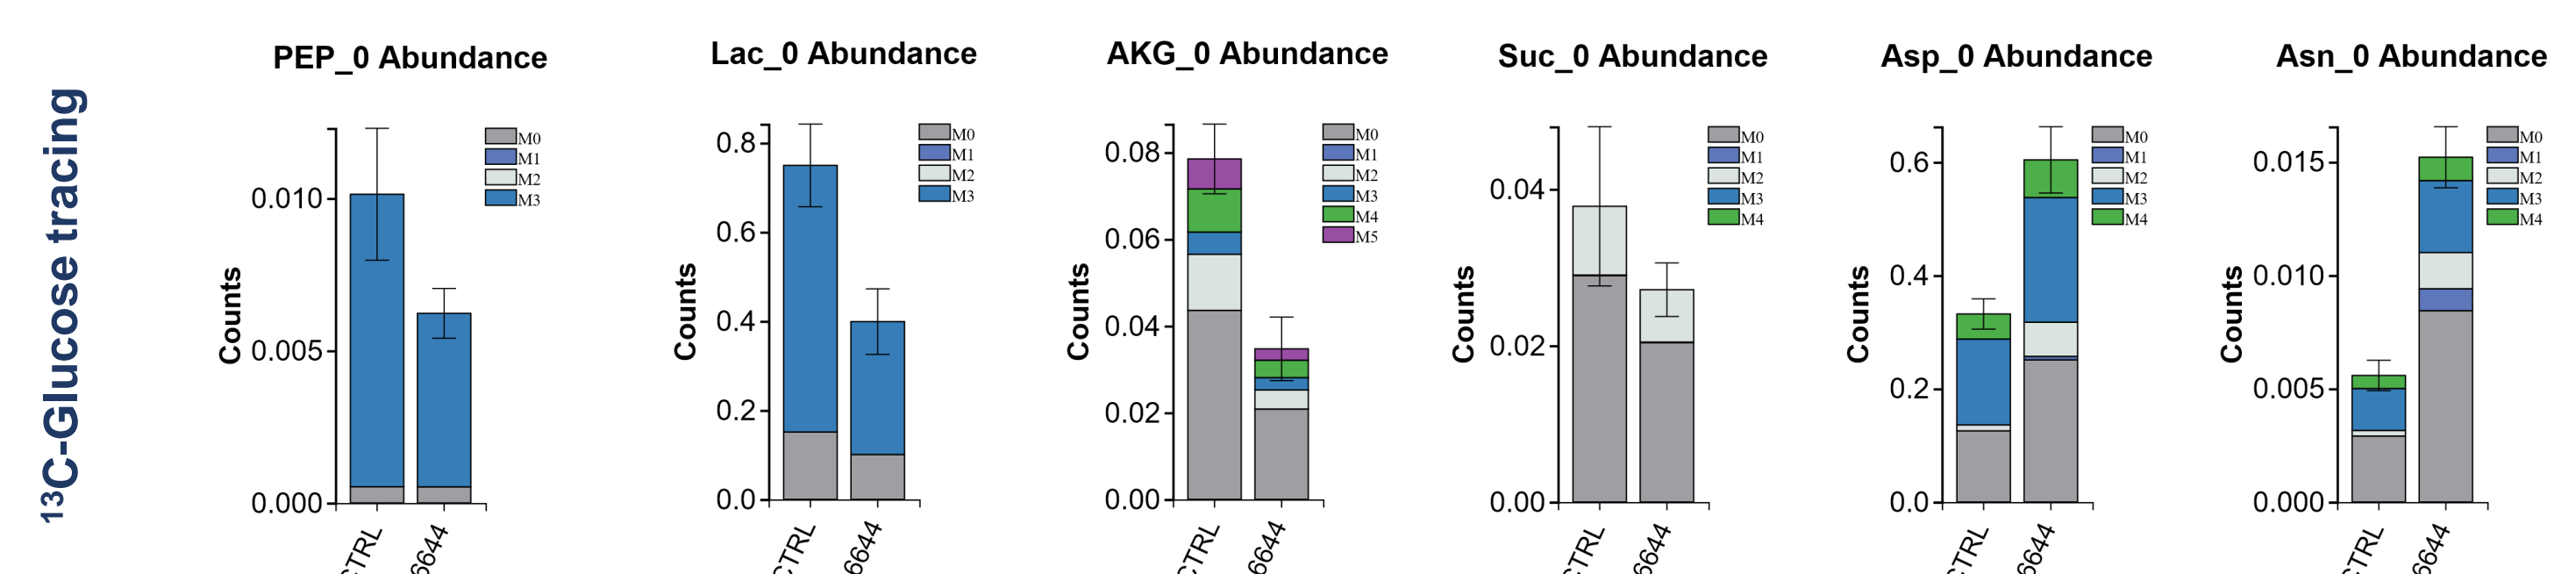 ¹³C-Glucose tracing
PEP_0 Abundance
Counts
0.010
0.005
0.000
CTRL
6644
M0
M1
M2
M3
Lac_0 Abundance
Counts
0.8
0.6
0.4
0.2
0.0
CTRL
6644
M0
M1
M2
M3
AKG_0 Abundance
Counts
0.08
0.06
0.04
0.02
0.00
CTRL
6644
M0
M1
M2
M3
M4
M5
Suc_0 Abundance
Counts
0.04
0.02
0.00
CTRL
6644
M0
M1
M2
M3
M4
Asp_0 Abundance
Counts
0.6
0.4
0.2
0.0
CTRL
6644
M0
M1
M2
M3
M4
Asn_0 Abundance
Counts
0.015
0.010
0.005
0.000
CTRL
6644
M0
M1
M2
M3
M4